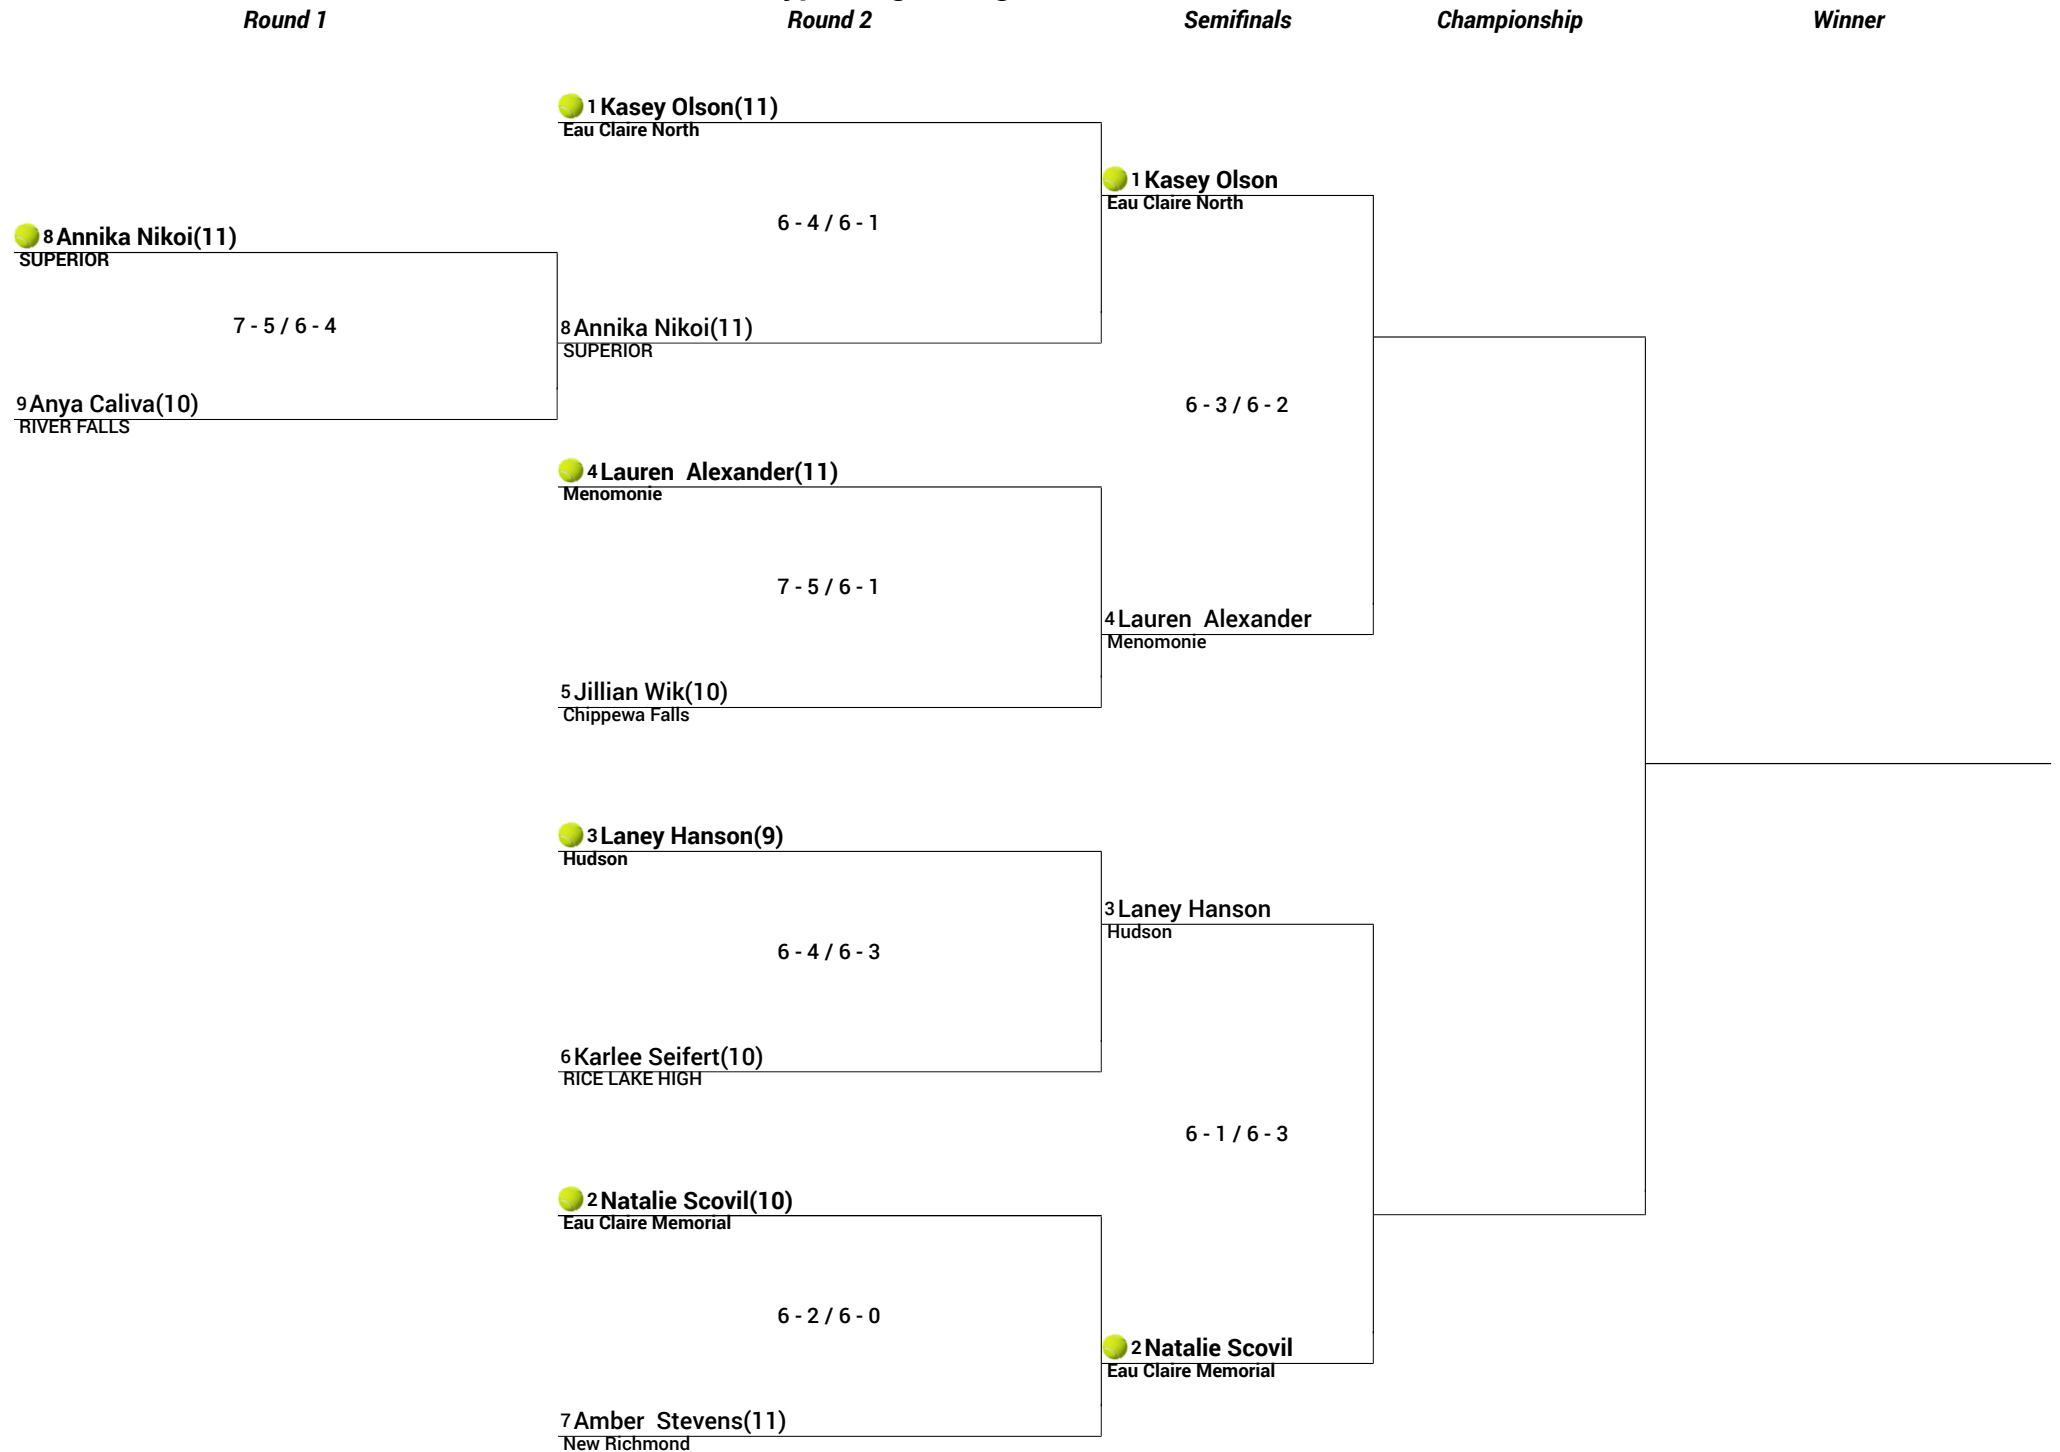 Round 1
Round 2
Semifinals
Championship
Winner
1 Kasey Olson(11)
Eau Claire North
1 Kasey Olson
Eau Claire North
6 - 4 / 6 - 1
8 Annika Nikoi(11)
SUPERIOR
7 - 5 / 6 - 4
8 Annika Nikoi(11)
SUPERIOR
9 Anya Caliva(10)
RIVER FALLS
6 - 3 / 6 - 2
4 Lauren  Alexander(11)
Menomonie
7 - 5 / 6 - 1
4 Lauren  Alexander
Menomonie
5 Jillian Wik(10)
Chippewa Falls
3 Laney Hanson(9)
Hudson
3 Laney Hanson
Hudson
6 - 4 / 6 - 3
6 Karlee Seifert(10)
RICE LAKE HIGH
6 - 1 / 6 - 3
2 Natalie Scovil(10)
Eau Claire Memorial
6 - 2 / 6 - 0
2 Natalie Scovil
Eau Claire Memorial
7 Amber  Stevens(11)
New Richmond